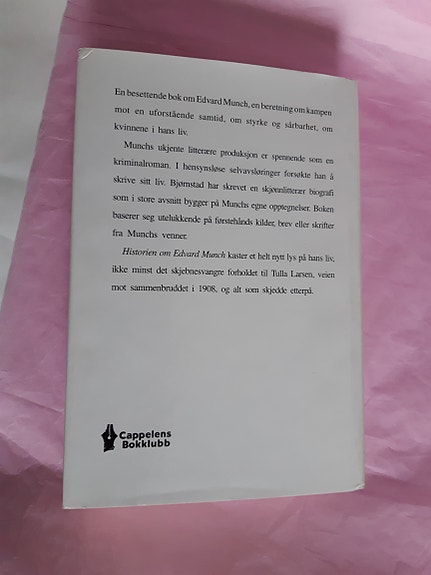 En besettende bok om Edvard Munch, en beretning om kampen
mot en uforstående samtid, om styrke og sårbarhet, om
kvinnene i hans liv.
Munchs ukjente litterære produksjon er spennende som en
kriminalroman. I hensynsløse selvavsløringer forsøkte han å
skrive sitt liv. Bjørnstad har skrevet en skjønnlitterær biografi
som i store avsnitt bygger på Munchs egne opptegnelser. Boken
baserer seg utelukkende på førstehånds kilder, brev eller skrifter
fra Munchs venner.
Historien om Edvard Munch kaster et helt nytt lys på hans liv,
ikke minst det skjebnesvangre forholdet til Tulla Larsen, veien
mot sammenbruddet i 1908, og alt som skjedde etterpå.
Cappelens
Bokklubb